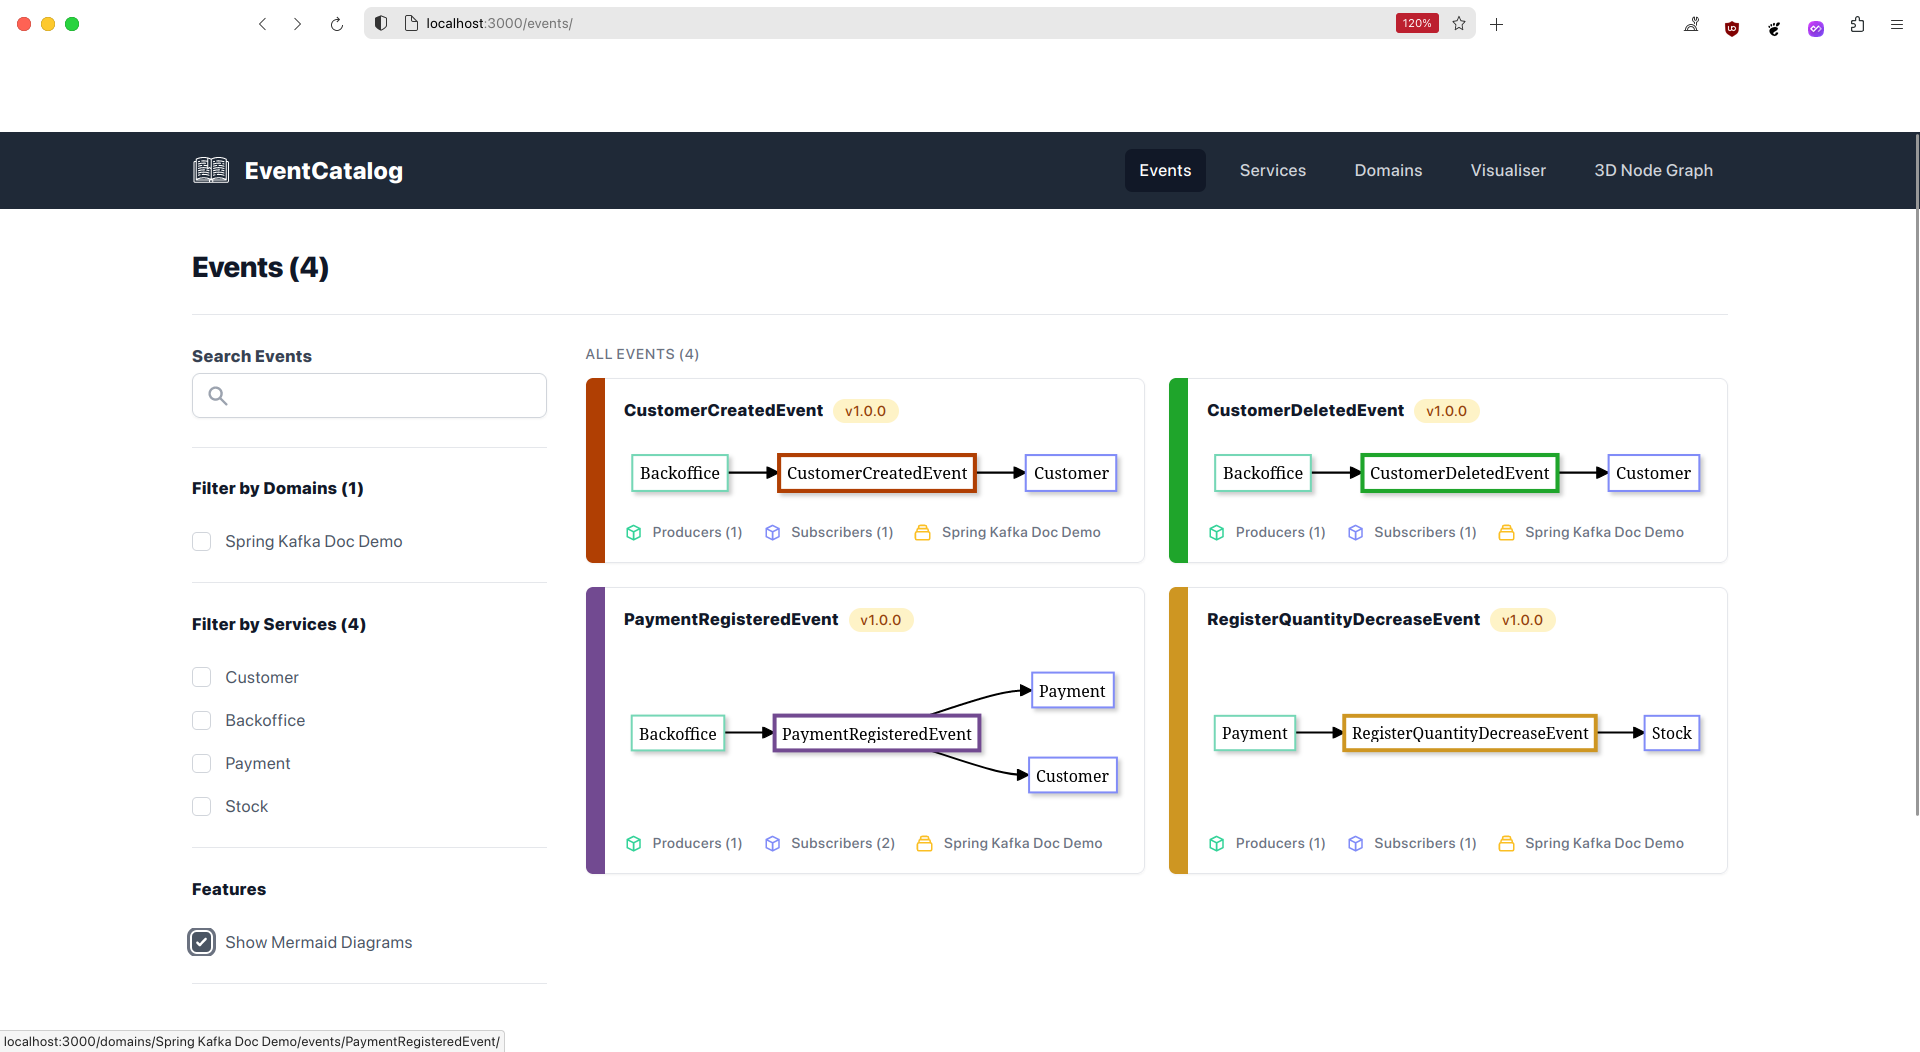 localhost:3000/events/
120%
EventCatalog
Events
Services
Domains
Visualiser
3D Node Graph
Events (4)
Search Events
Filter by Domains (1)
Spring Kafka Doc Demo
Filter by Services (4)
Customer
Backoffice
Payment
Stock
Features
Show Mermaid Diagrams
ALL EVENTS (4)
CustomerCreatedEvent v1.0.0
Backoffice CustomerCreatedEvent Customer
Producers (1) Subscribers (1) Spring Kafka Doc Demo
CustomerDeletedEvent v1.0.0
Backoffice CustomerDeletedEvent Customer
Producers (1) Subscribers (1) Spring Kafka Doc Demo
PaymentRegisteredEvent v1.0.0
Payment
Backoffice PaymentRegisteredEvent
Customer
Producers (1) Subscribers (2) Spring Kafka Doc Demo
RegisterQuantityDecreaseEvent v1.0.0
Payment RegisterQuantityDecreaseEvent Stock
Producers (1) Subscribers (1) Spring Kafka Doc Demo
localhost:3000/domains/Spring Kafka Doc Demo/events/PaymentRegisteredEvent/